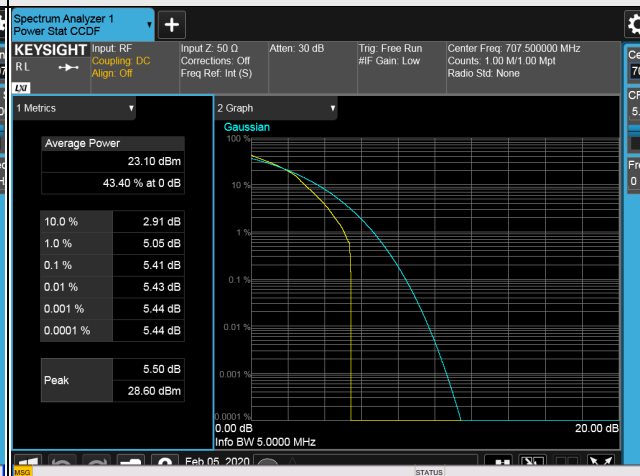 Spectrum Analyzer 1
Power Stat CCDF
+
KEYSIGHT
RL
LXI
Input: RF
Coupling: DC
Align: Off
Input Z: 50 Ω
Corrections: Off
Freq Ref: Int (S)
Atten: 30 dB
Trig: Free Run
#IF Gain: Low
Center Freq: 707.500000 MHz
Counts: 1.00 M/1.00 Mpt
Radio Std: None
1 Metrics
Average Power
23.10 dBm
43.40 % at 0 dB
10.0 % 2.91 dB
1.0 % 5.05 dB
0.1 % 5.41 dB
0.01 % 5.43 dB
0.001 % 5.44 dB
0.0001 % 5.44 dB
Peak
5.50 dB
28.60 dBm
2 Graph
Gaussian
100 %
10 %
1 %
0.1 %
0.01 %
0.001 %
0.0001 %
0.00 dB 20.00 dB
Info BW 5.0000 MHz
Feb 05, 2020
MSG STATUS